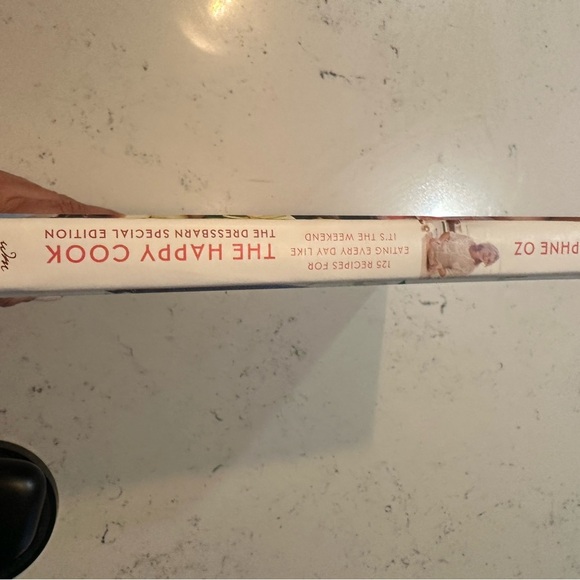 PHNE OZ
125 RECIPES FOR
EATING EVERY DAY LIKE
IT'S THE WEEKEND
THE HAPPY COOK
THE DRESSBARN SPECIAL EDITION
wm